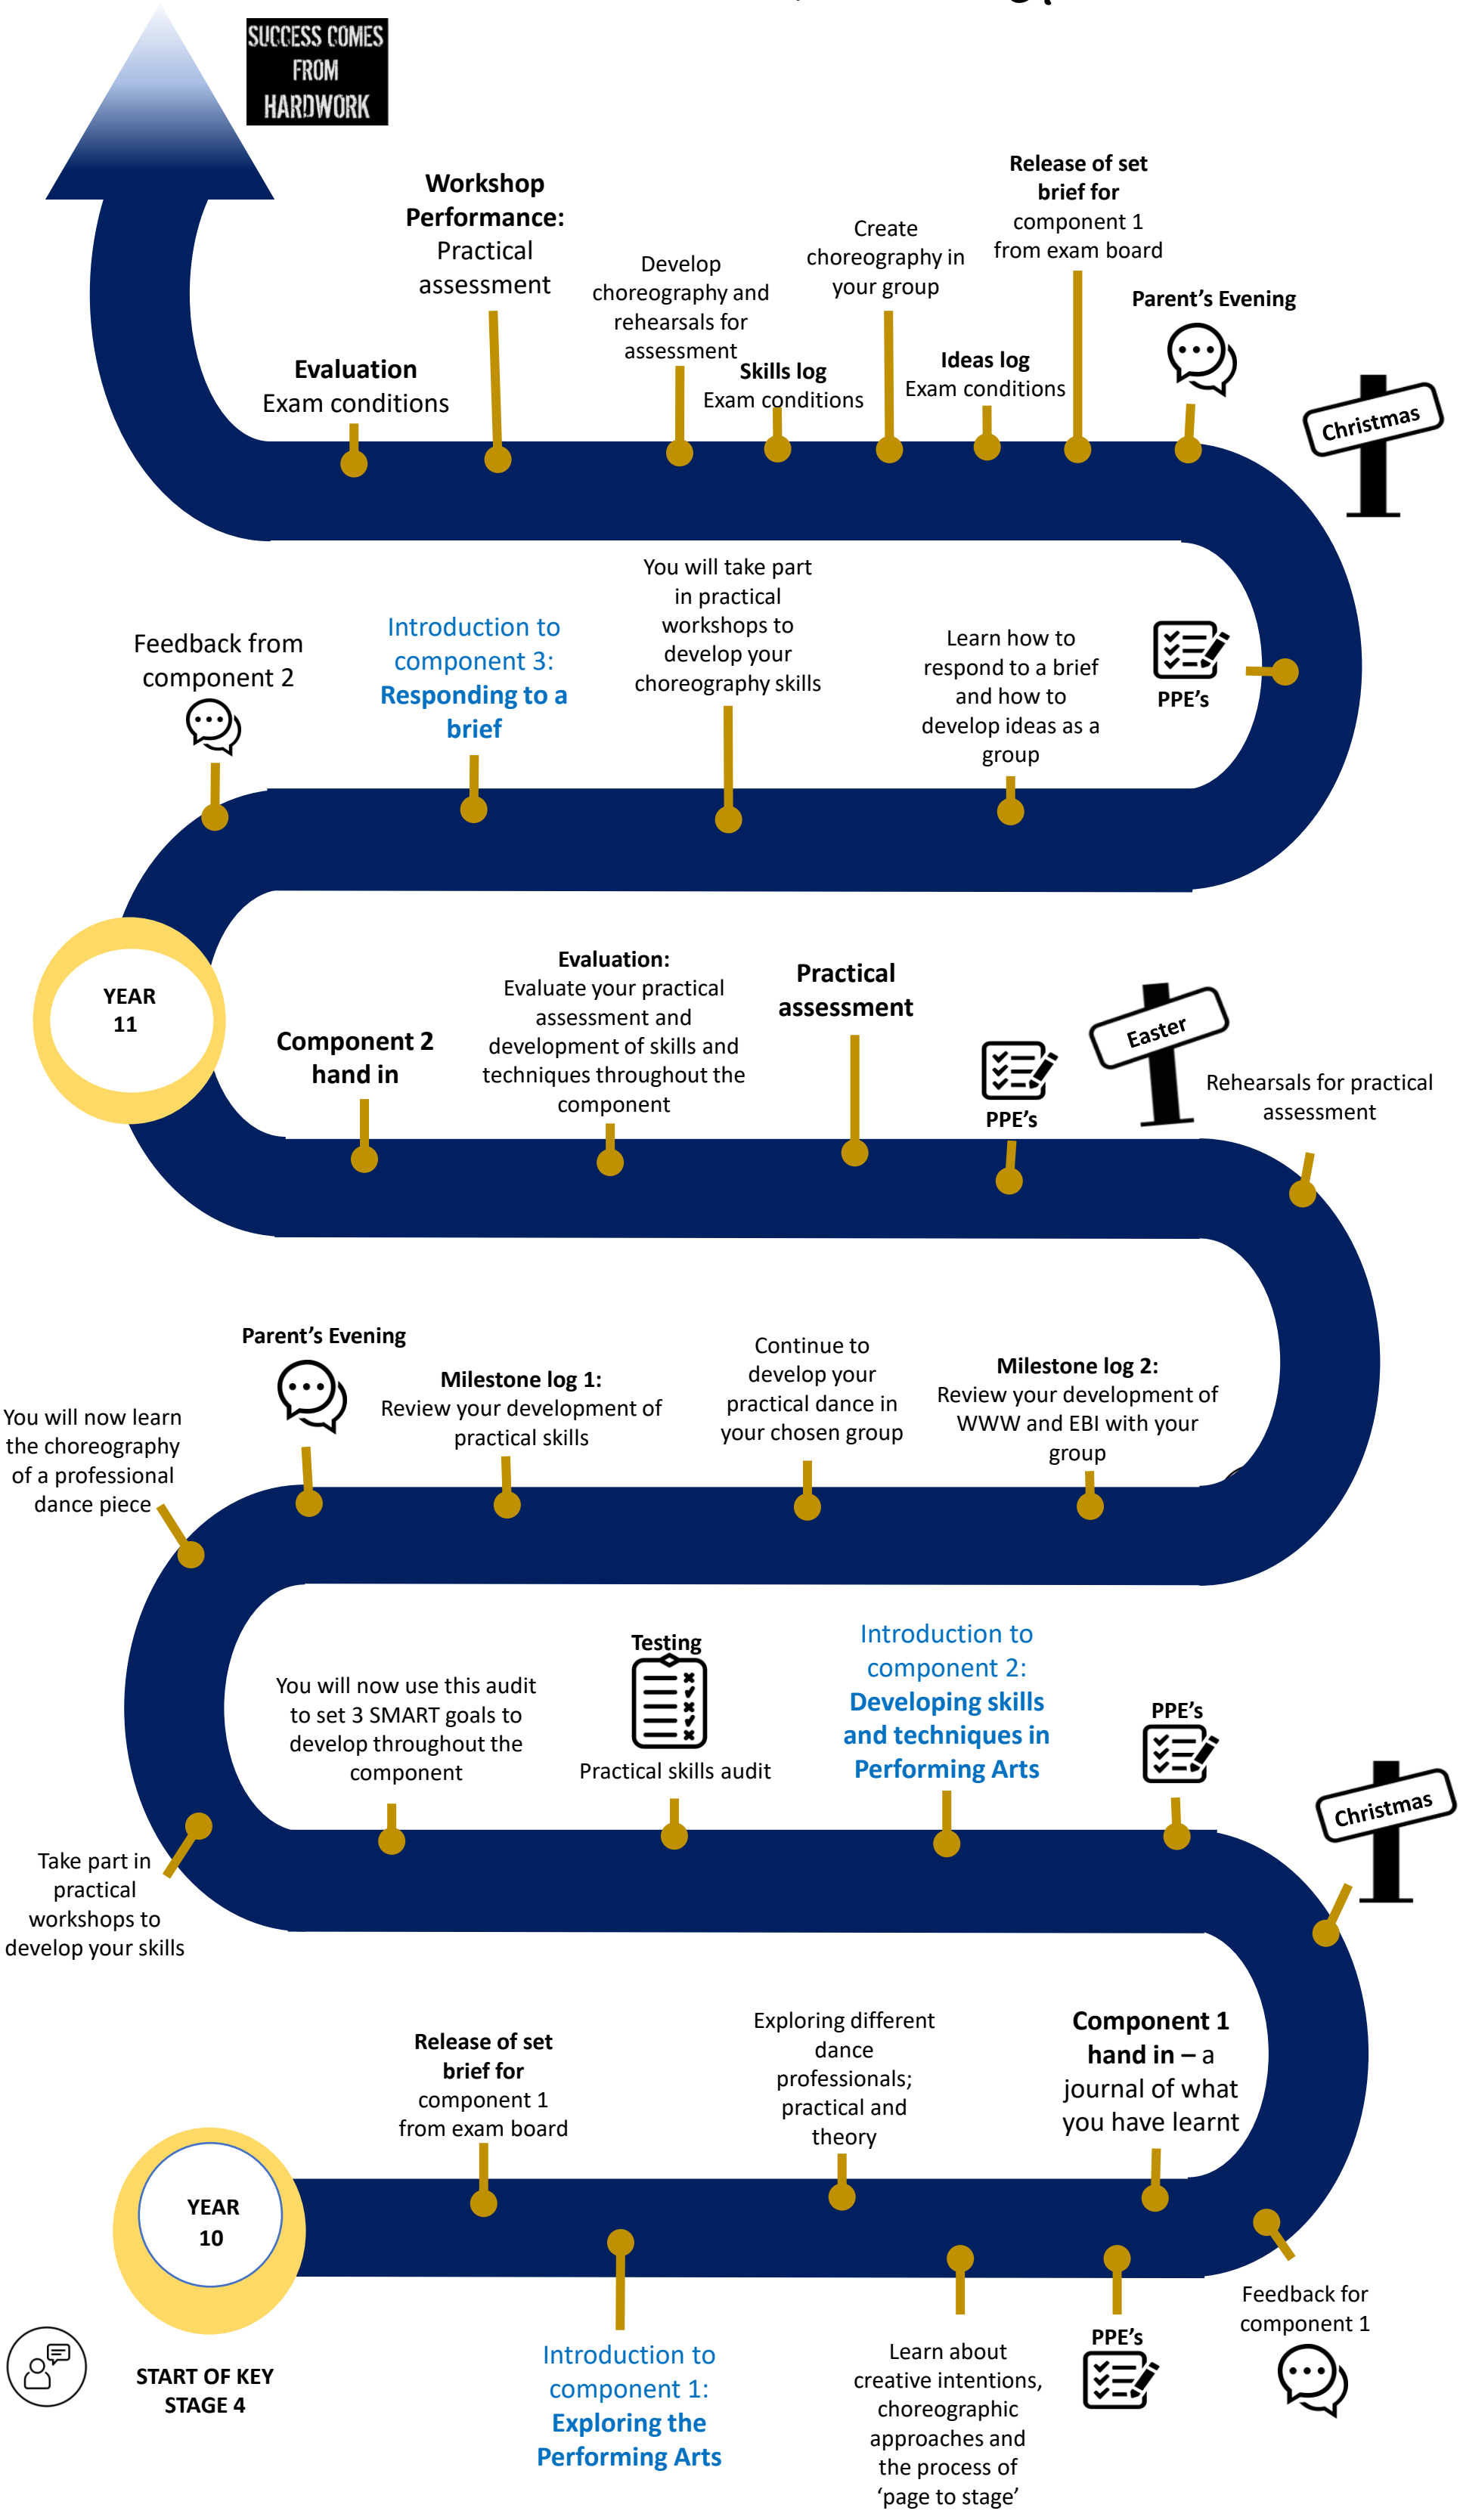 SUCCESS COMES
FROM
HARDWORK
Release of set
brief for
component 1
from exam board
Workshop
Performance:
Practical
assessment
Create
choreography in
your group
Develop
choreography and
rehearsals for
assessment
Parent's Evening
Evaluation
Exam conditions
Skills log
Exam conditions
Ideas log
Exam conditions
Christmas
Feedback from
component 2
Introduction to
component 3:
Responding to a
brief
You will take part
in practical
workshops to
develop your
choreography skills
Learn how to
respond to a brief
and how to
develop ideas as a
group
PPE's
YEAR
11
Component 2
hand in
Evaluation:
Evaluate your practical
assessment and
development of skills and
techniques throughout the
component
Practical
assessment
PPE's
Easter
Rehearsals for practical
assessment
You will now learn
the choreography
of a professional
dance piece
Parent's Evening
Milestone log 1:
Review your development of
practical skills
Continue to
develop your
practical dance in
your chosen group
Milestone log 2:
Review your development of
WWW and EBI with your
group
Take part in
practical
workshops to
develop your skills
You will now use this audit
to set 3 SMART goals to
develop throughout the
component
Testing
Practical skills audit
Introduction to
component 2:
Developing skills
and techniques in
Performing Arts
PPE's
Christmas
YEAR
10
START OF KEY
STAGE 4
Release of set
brief for
component 1
from exam board
Introduction to
component 1:
Exploring the
Performing Arts
Exploring different
dance
professionals;
practical and
theory
Learn about
creative intentions,
choreographic
approaches and
the process of
'page to stage'
Component 1
hand in – a
journal of what
you have learnt
PPE's
Feedback for
component 1